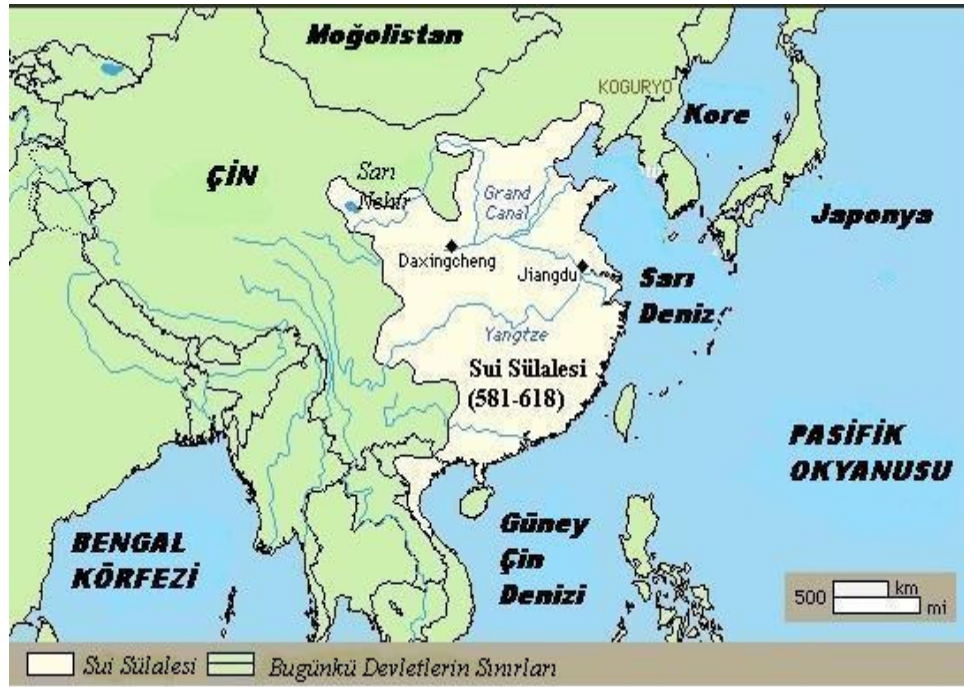 Moğolistan
KOGURYO
Kore
ÇİN
Sarı
Nehir
Grand
Canal
Japonya
Daxingcheng
Jiangdu
Sarı
Deniz
Yangtze
Sui Sülalesi
(581-618)
PASİFİK
OKYANUSU
BENGAL
KÖRFEZİ
Güney
Çin
Denizi
500 km
mi
Sui Sülalesi Bugünkü Devletlerin Sınırları